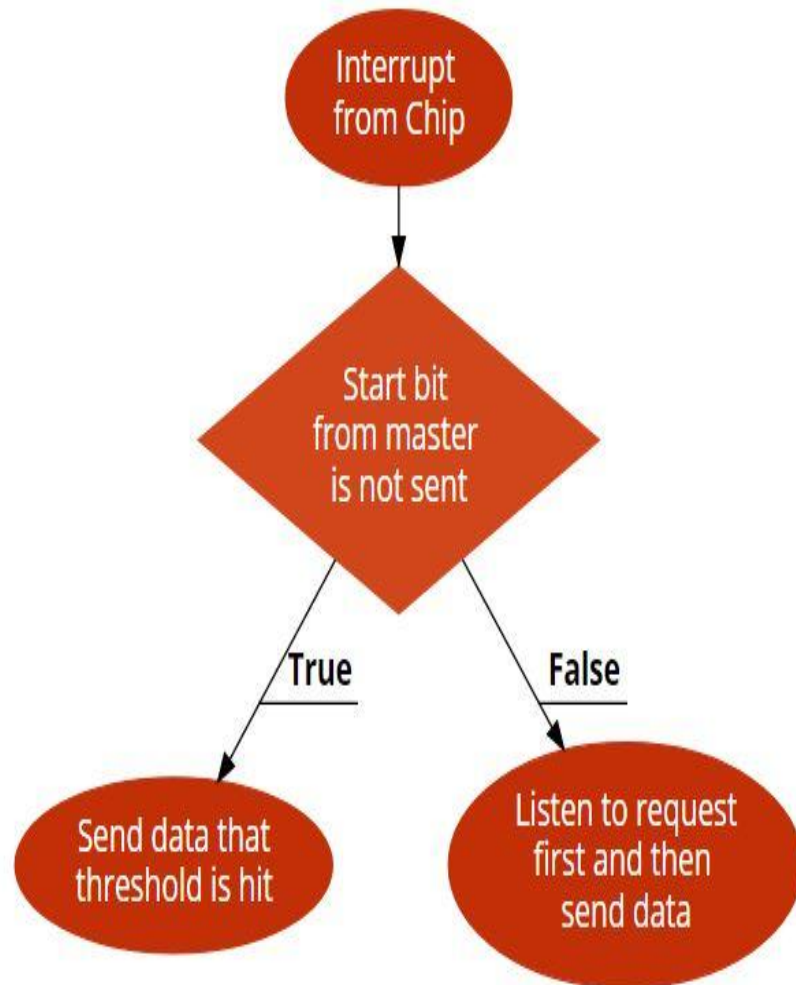 Interrupt
from Chip
Start bit
from master
is not sent
True
False
Send data that
threshold is hit
Listen to request
first and then
send data